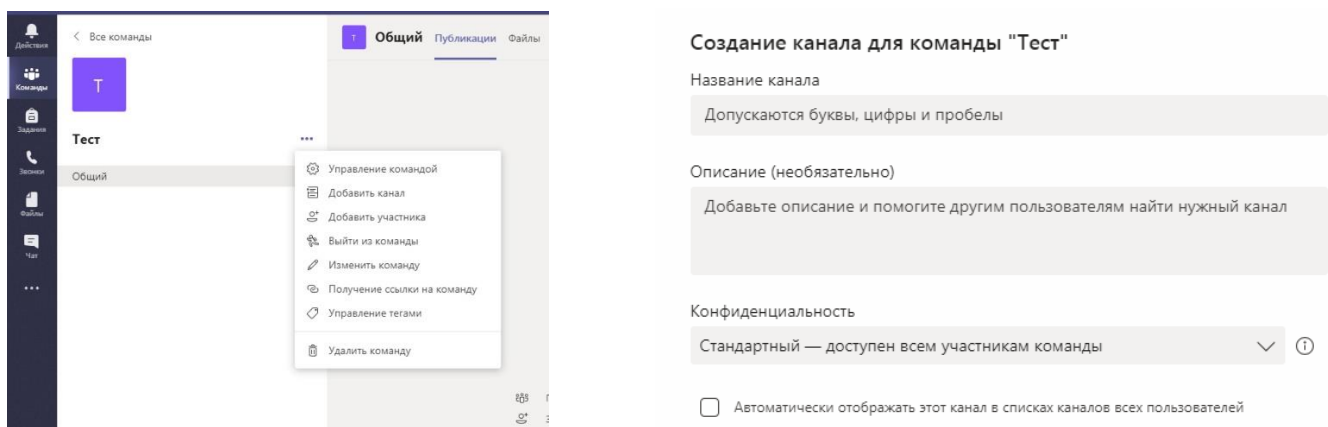 Действия
Команды
Задания
Звонки
Файлы
Чат
Все команды
Т
Тест
Общий
Т Общий Публикации Файлы
Управление командой
Добавить канал
Добавить участника
Выйти из команды
Изменить команду
Получение ссылки на команду
Управление тегами
Удалить команду
Создание канала для команды "Тест"
Название канала
Допускаются буквы, цифры и пробелы
Описание (необязательно)
Добавьте описание и помогите другим пользователям найти нужный канал
Конфиденциальность
Стандартный — доступен всем участникам команды
Автоматически отображать этот канал в списках каналов всех пользователей